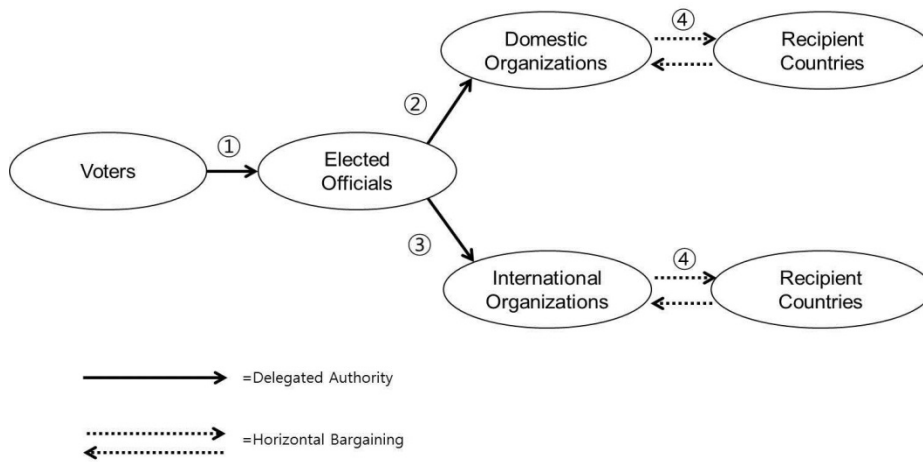 ④
Domestic
Organizations
Recipient
Countries
②
①
Voters
Elected
Officials
③
④
International
Organizations
Recipient
Countries
=Delegated Authority
=Horizontal Bargaining